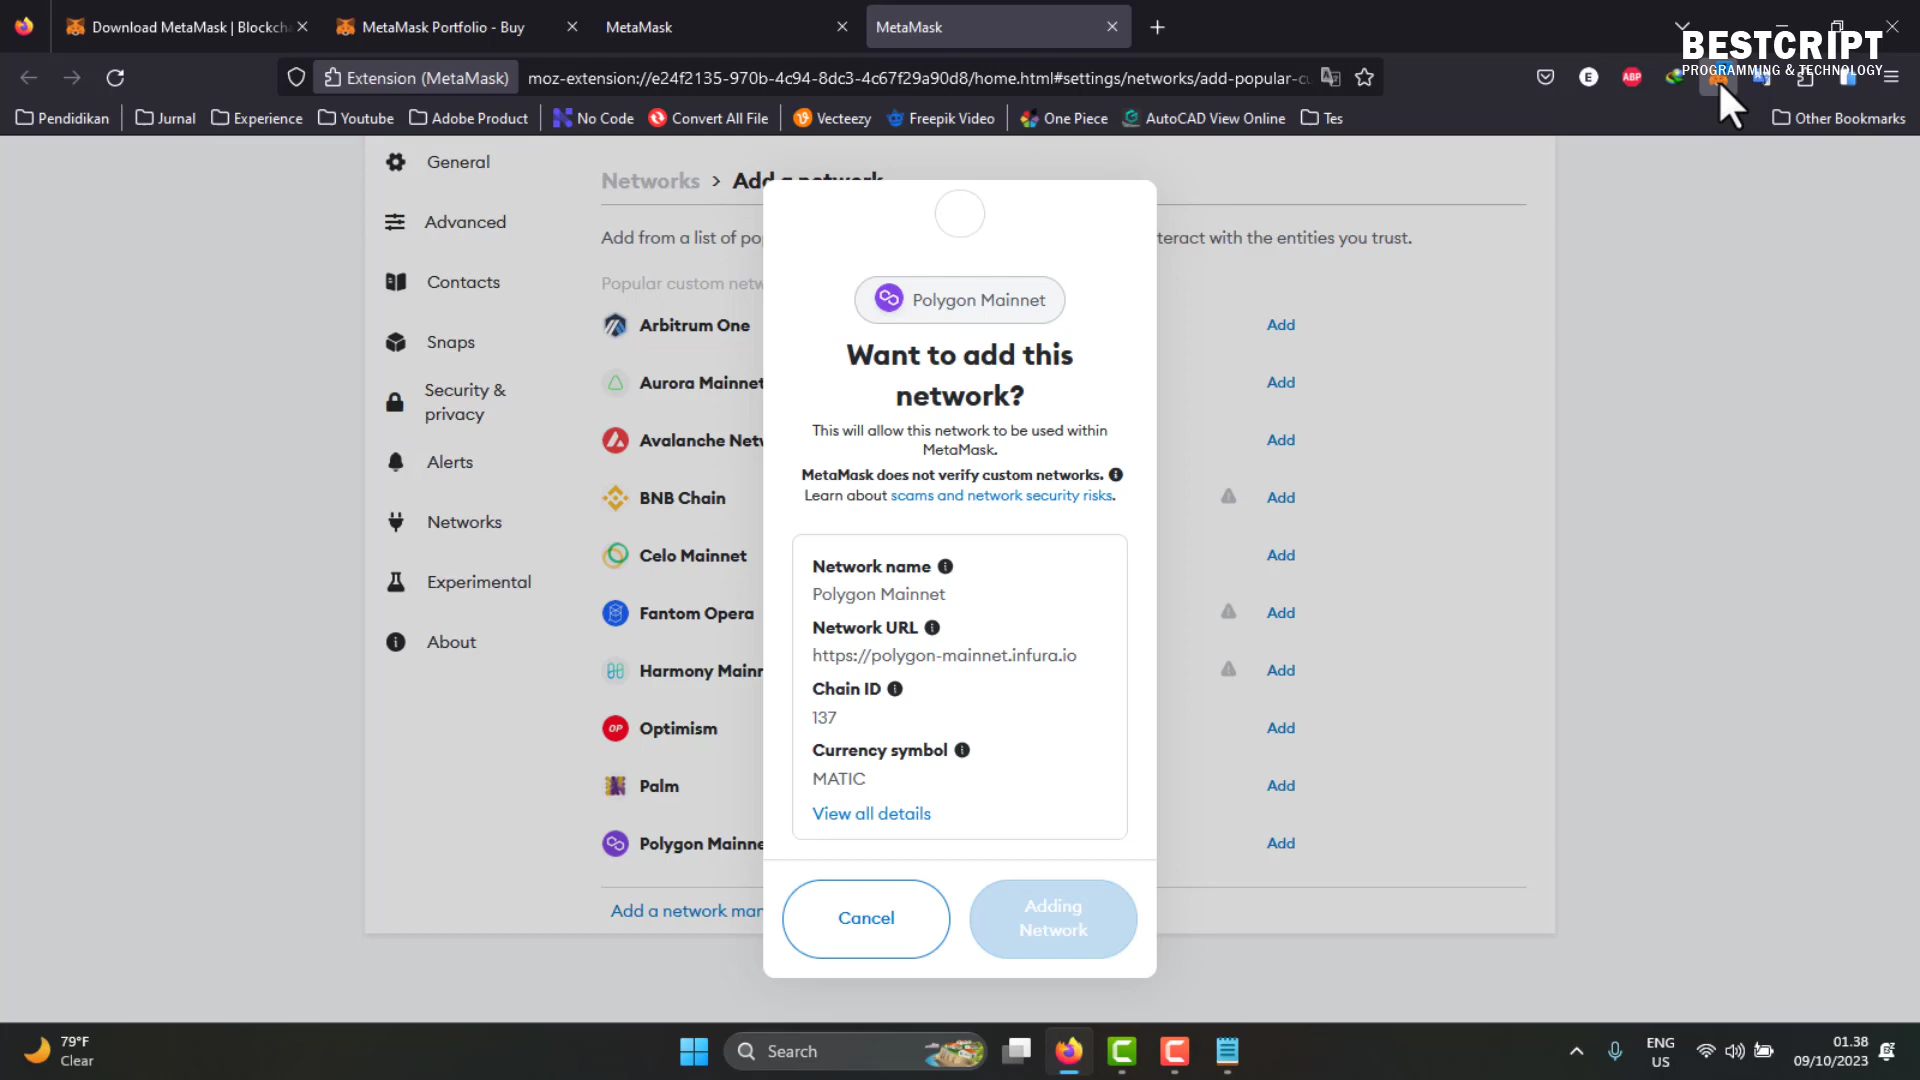 Download MetaMask | Blockcha
MetaMask Portfolio - Buy
MetaMask
MetaMask
BESTCRIPT
PROGRAMMING & TECHNOLOGY
Extension (MetaMask)
moz-extension://e24f2135-970b-4c94-8dc3-4c67f29a90d8/home.html#settings/networks/add-popular-cu
E
ABP
Pendidikan
Jurnal
Experience
Youtube
Adobe Product
No Code
Convert All File
Vecteezy
Freepik Video
One Piece
AutoCAD View Online
Tes
Other Bookmarks
General
Advanced
Contacts
Snaps
Security &
privacy
Alerts
Networks
Experimental
About
Networks > Add a network
Add from a list of po
teract with the entities you trust.
Popular custom netw
Arbitrum One
Add
Aurora Mainnet
Add
Avalanche Netw
Add
BNB Chain
Add
Celo Mainnet
Add
Fantom Opera
Add
Harmony Mainn
Add
OP
Optimism
Add
Palm
Add
Polygon Mainne
Add
Add a network man
Polygon Mainnet
Want to add this
network?
This will allow this network to be used within
MetaMask.
MetaMask does not verify custom networks.
Learn about scams and network security risks.
Network name
Polygon Mainnet
Network URL
https://polygon-mainnet.infura.io
Chain ID
137
Currency symbol
MATIC
View all details
Cancel
Adding
Network
79°F
Clear
Search
ENG
US
01.38
09/10/2023